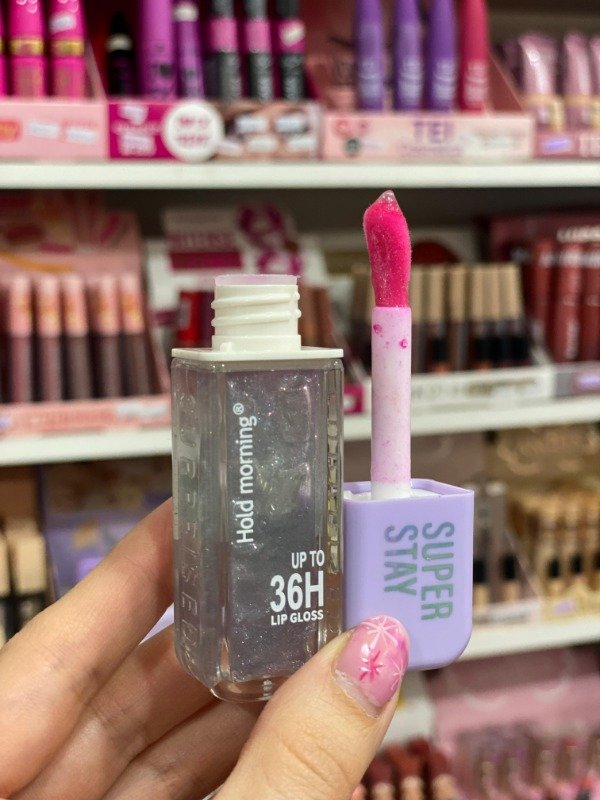 Hold morning®
UP TO
36H
LIP GLOSS
SUPER
STAY